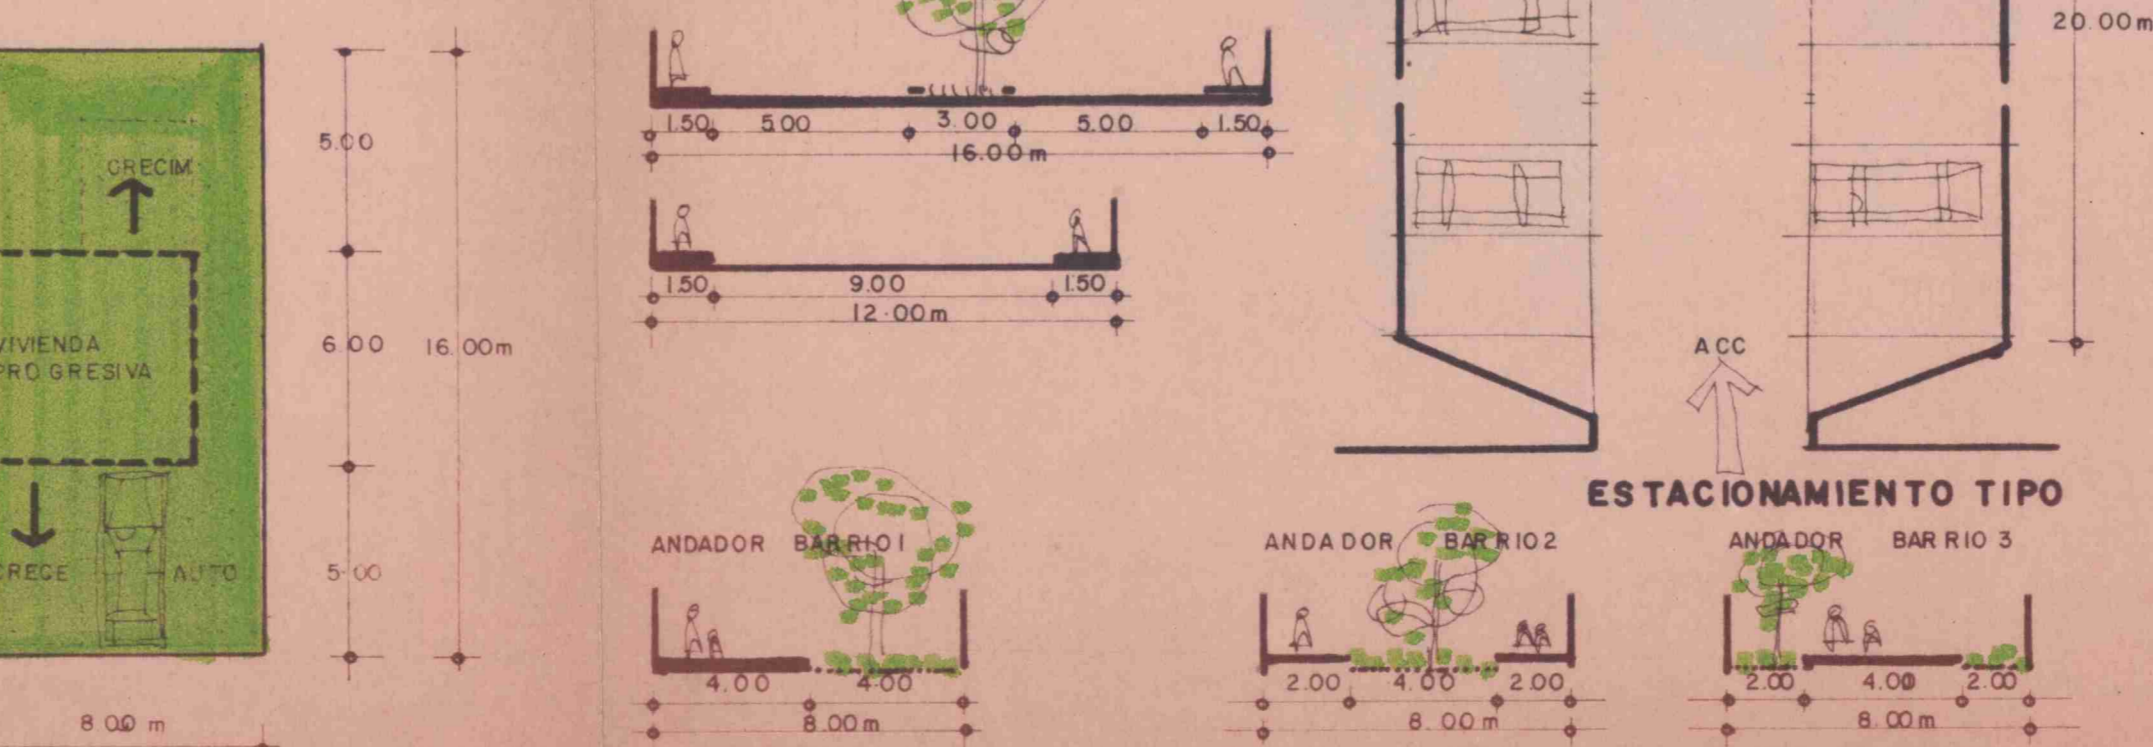 5.00
CRECIM
6.00
16.00m
VIVIENDA
PROGRESIVA
CRECE
AUTO
5.00
8.00 m
1.50 5.00 3.00 5.00 1.50
16.00m
1.50 9.00 1.50
12.00m
20.00m
ACC
ESTACIONAMIENTO TIPO
ANDADOR BARRIO 1
4.00 4.00
8.00m
ANDADOR BARRIO 2
2.00 4.00 2.00
8.00m
ANDADOR BARRIO 3
2.00 4.00 2.00
8.00m